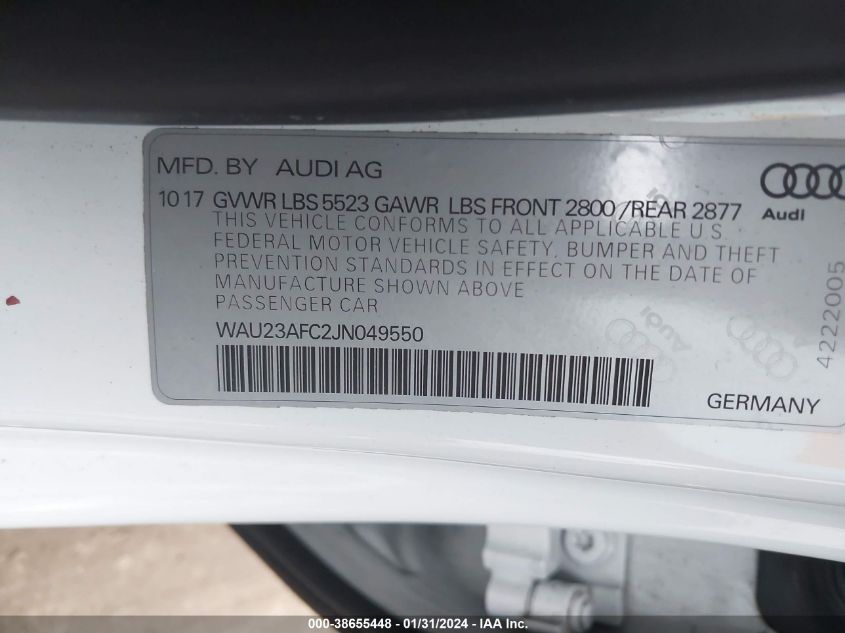 MFD. BY AUDI AG
10 17 GVWR LBS 5523 GAWR LBS FRONT 2800 /REAR 2877
THIS VEHICLE CONFORMS TO ALL APPLICABLE U S
FEDERAL MOTOR VEHICLE SAFETY, BUMPER AND THEFT
PREVENTION STANDARDS IN EFFECT ON THE DATE OF
MANUFACTURE SHOWN ABOVE
PASSENGER CAR
WAU23AFC2JN049550
Audi
4222005
Audi
GERMANY
000-38655448 - 01/31/2024 - IAA Inc.